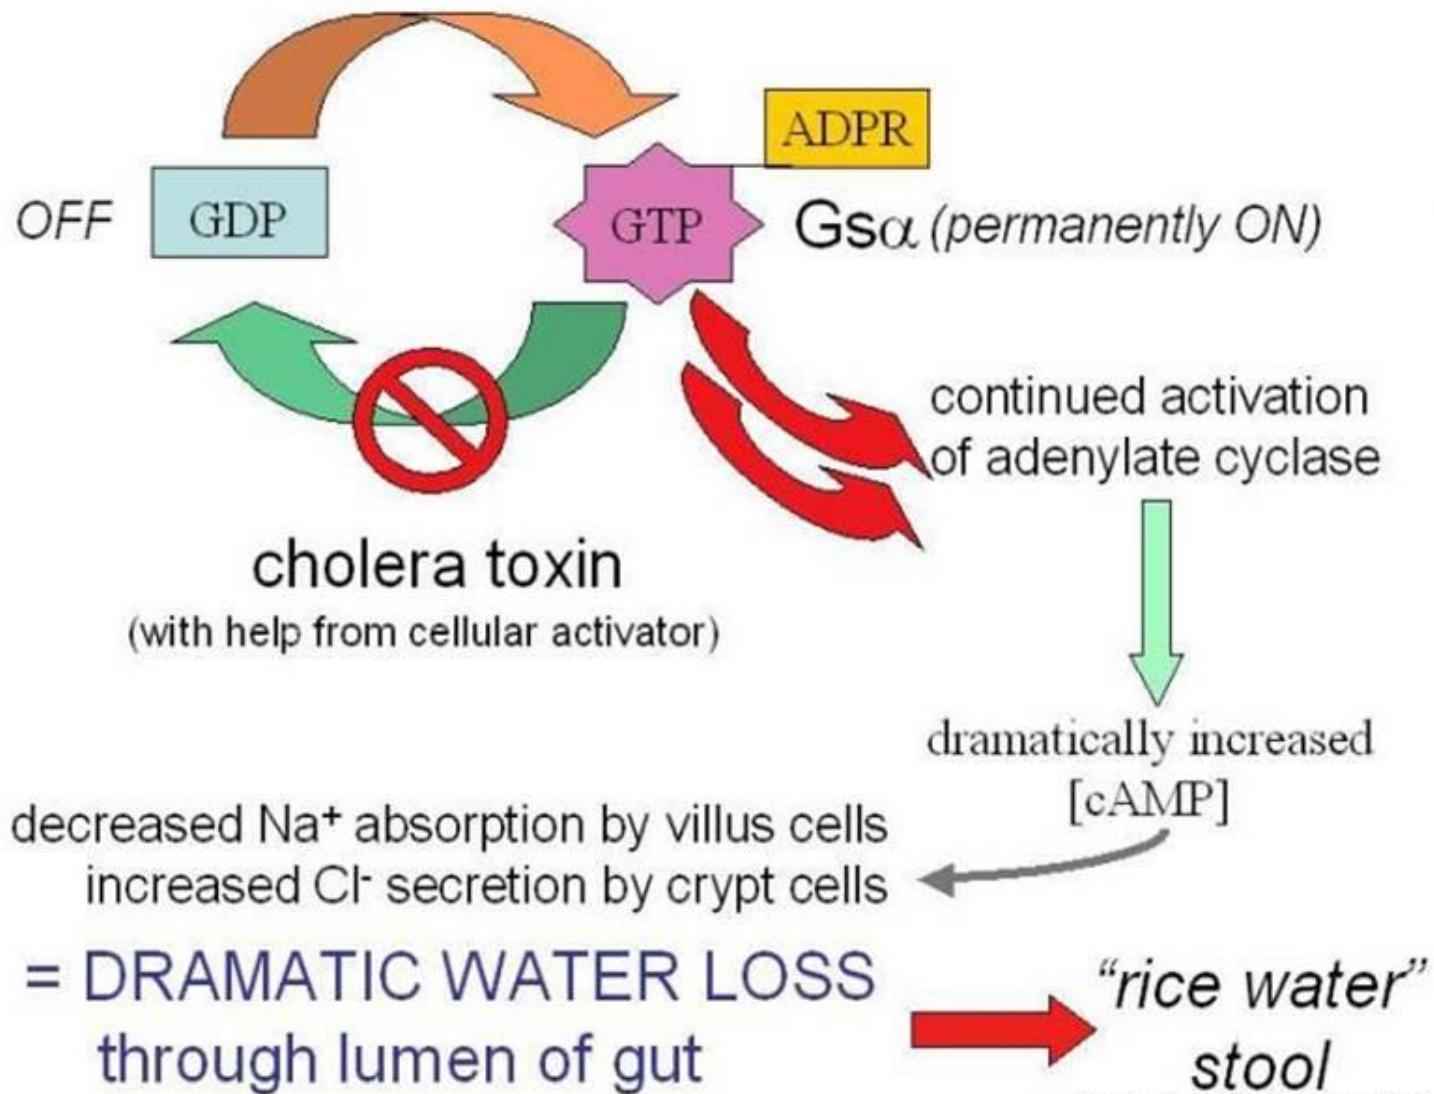 ADPR
OFF
GDP
GTP
Gsα (permanently ON)
continued activation
of adenylate cyclase
cholera toxin
(with help from cellular activator)
dramatically increased
[cAMP]
decreased Na⁺ absorption by villus cells
increased Cl⁻ secretion by crypt cells
= DRAMATIC WATER LOSS
through lumen of gut
“rice water”
stool